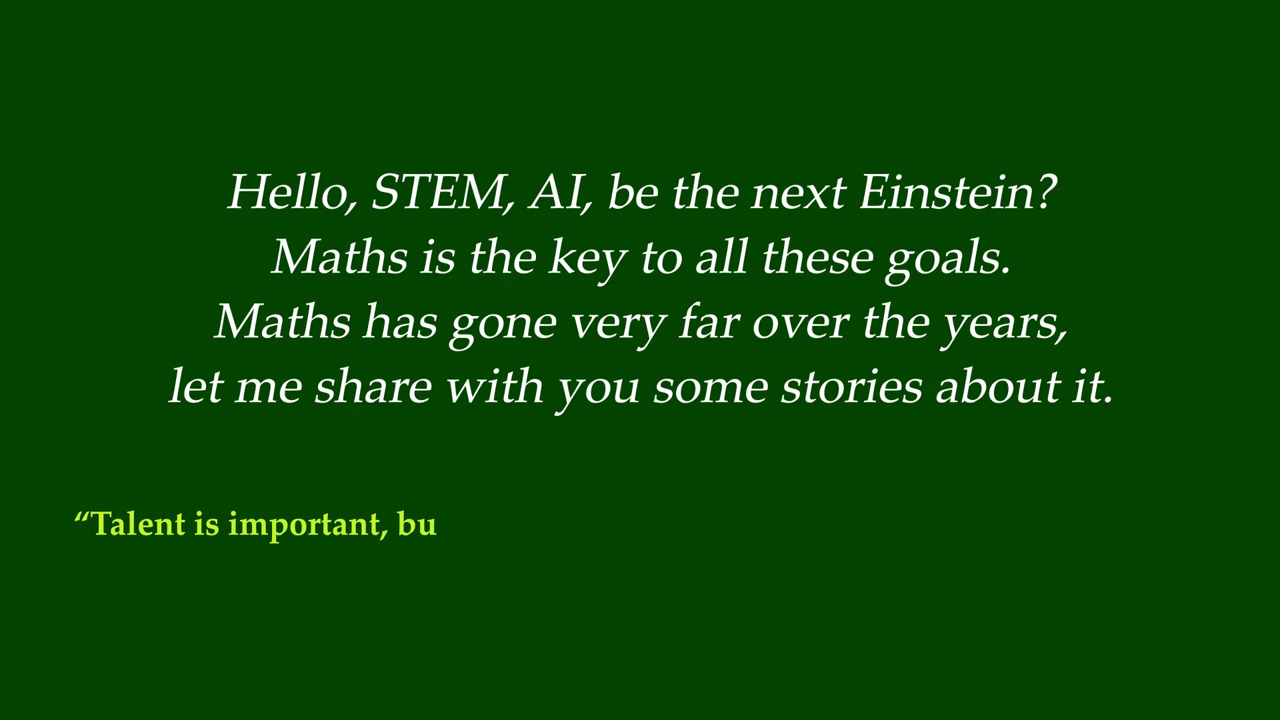 Hello, STEM, AI, be the next Einstein?
Maths is the key to all these goals.
Maths has gone very far over the years,
let me share with you some stories about it.
“Talent is important, bu